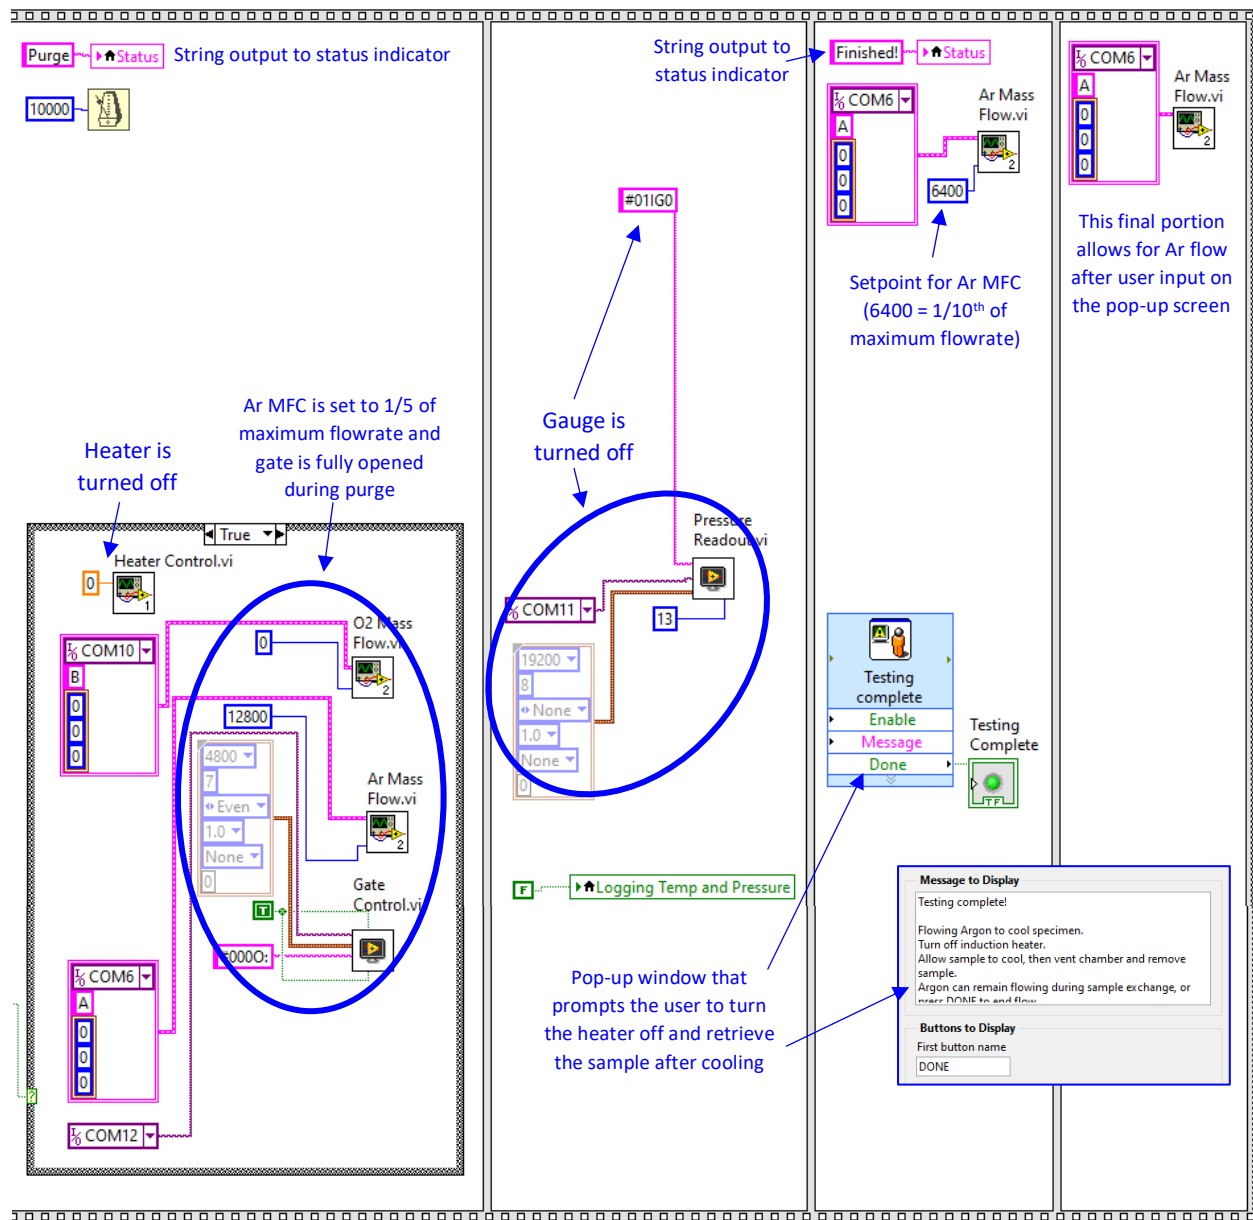 Purge
Status
String output to status indicator
10000
Heater is
turned off
Ar MFC is set to 1/5 of
maximum flowrate and
gate is fully opened
during purge
True
Heater Control.vi
0
1
COM10
B
0
0
0
0
O2 Mass
Flow.vi
2
12800
4800
7
Even
1.0
None
0
Ar Mass
Flow.vi
2
Gate
Control.vi
T
#000O:
COM6
A
0
0
0
?
COM12
#01IG0
Gauge is
turned off
Pressure
Readout.vi
COM11
13
19200
8
None
1.0
None
0
F
Logging Temp and Pressure
String output to
status indicator
Finished!
Status
COM6
A
0
0
0
Ar Mass
Flow.vi
2
6400
Setpoint for Ar MFC
(6400 = 1/10th of
maximum flowrate)
Testing
complete
Enable
Message
Done
Testing
Complete
TF
Pop-up window that
prompts the user to turn
the heater off and retrieve
the sample after cooling
COM6
A
0
0
0
Ar Mass
Flow.vi
2
This final portion
allows for Ar flow
after user input on
the pop-up screen
Message to Display
Testing complete!
Flowing Argon to cool specimen.
Turn off induction heater.
Allow sample to cool, then vent chamber and remove
sample.
Argon can remain flowing during sample exchange, or
press DONE to end flow
Buttons to Display
First button name
DONE